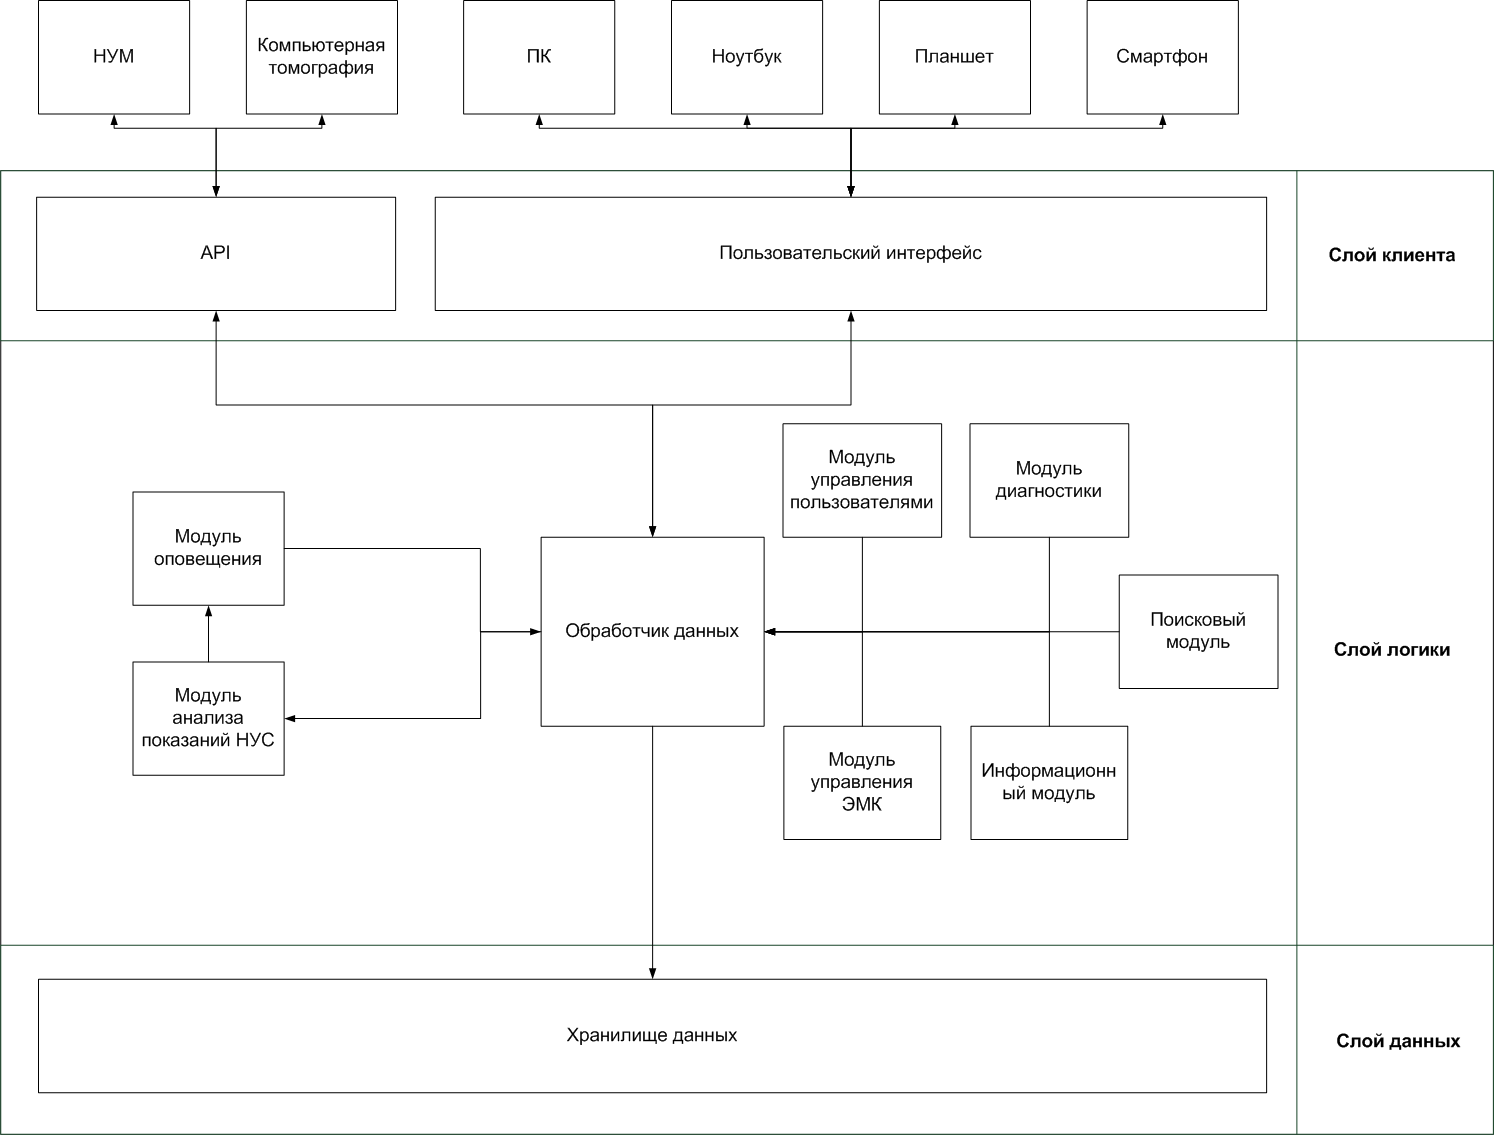 НУМ
Компьютерная
томография
ПК
Ноутбук
Планшет
Смартфон
API
Пользовательский интерфейс
Слой клиента
Модуль
управления
пользователями
Модуль
диагностики
Модуль
оповещения
Обработчик данных
Поисковый
модуль
Слой логики
Модуль
анализа
показаний НУС
Модуль
управления
ЭМК
Информационн
ый модуль
Хранилище данных
Слой данных